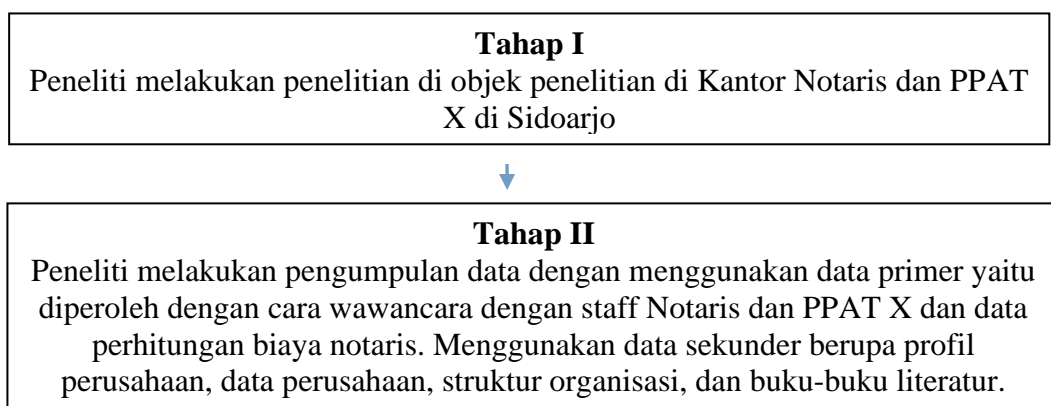 Tahap I
Peneliti melakukan penelitian di objek penelitian di Kantor Notaris dan PPAT
X di Sidoarjo
Tahap II
Peneliti melakukan pengumpulan data dengan menggunakan data primer yaitu
diperoleh dengan cara wawancara dengan staff Notaris dan PPAT X dan data
perhitungan biaya notaris. Menggunakan data sekunder berupa profil
perusahaan, data perusahaan, struktur organisasi, dan buku-buku literatur.